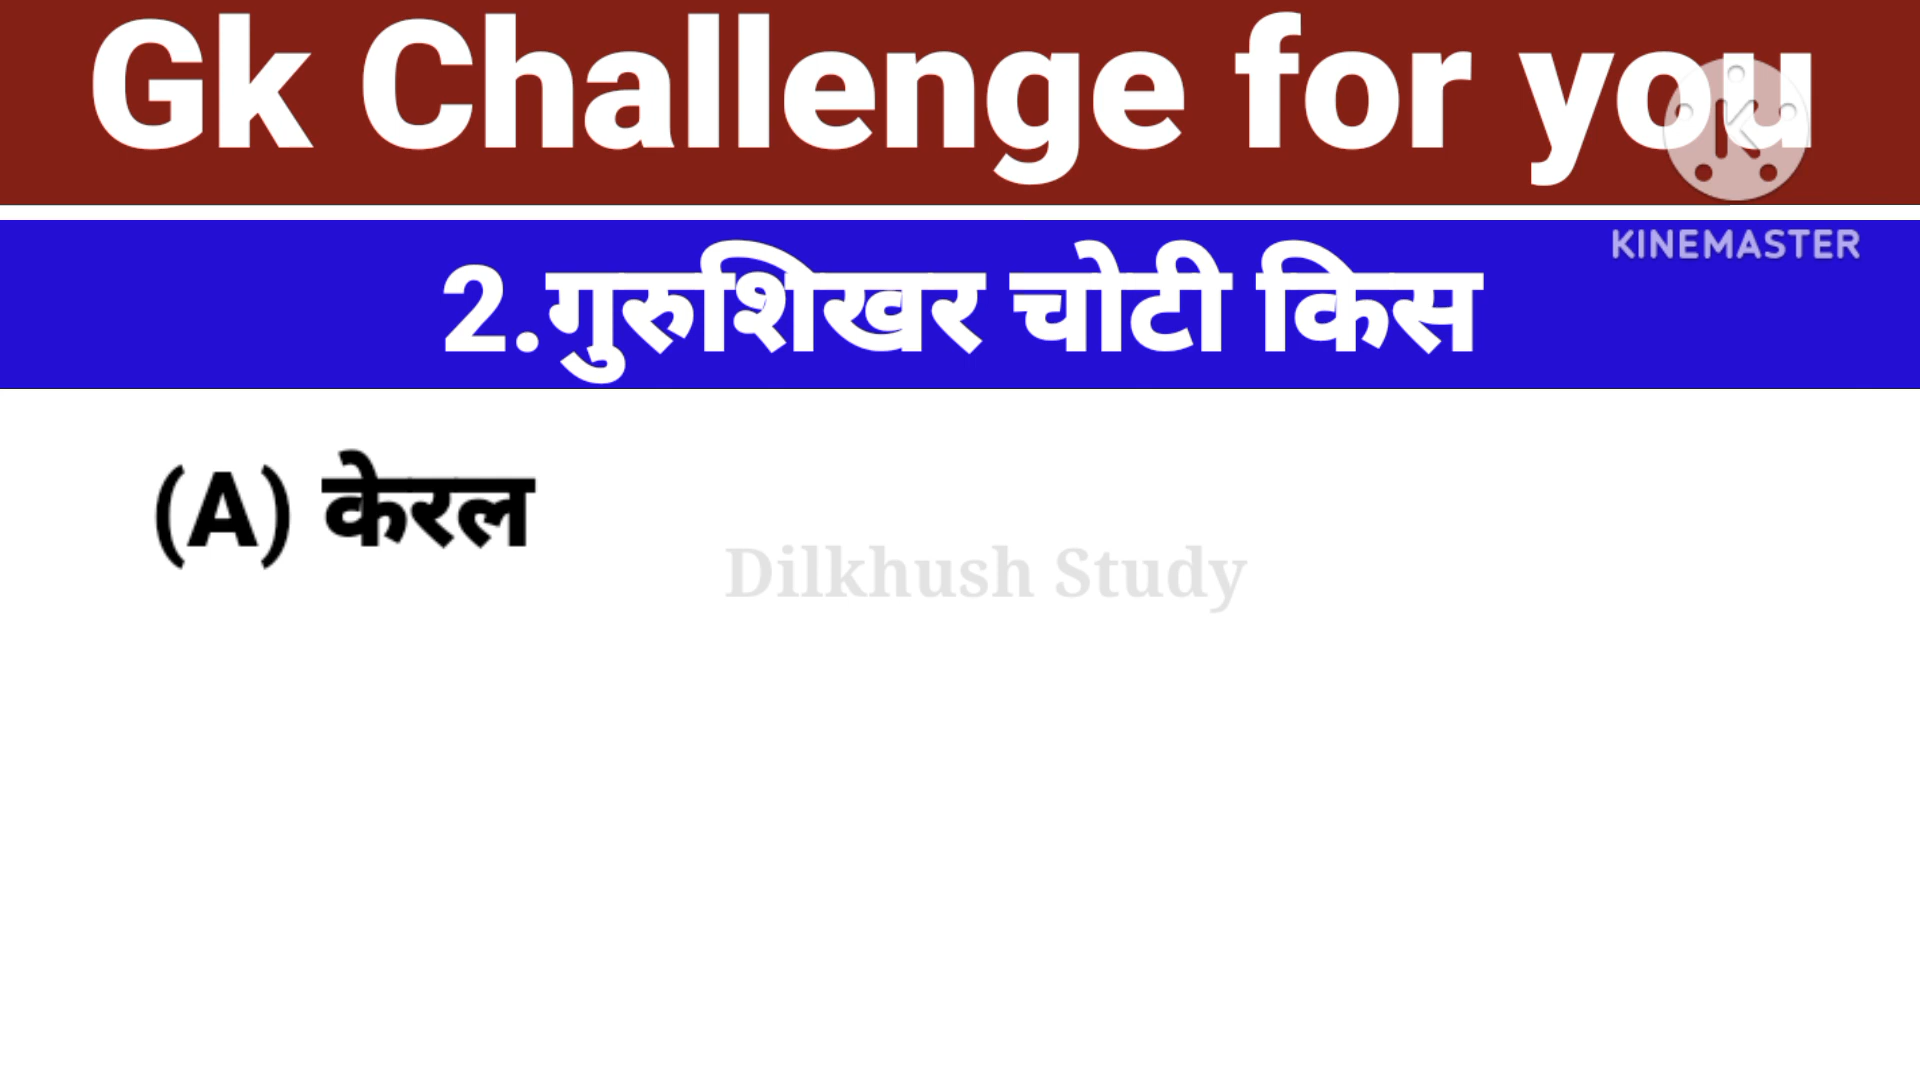 Gk Challenge for you
KINEMASTER
2.गुरुशिखर चोटी किस
(A) केरल
Dilkhush Study